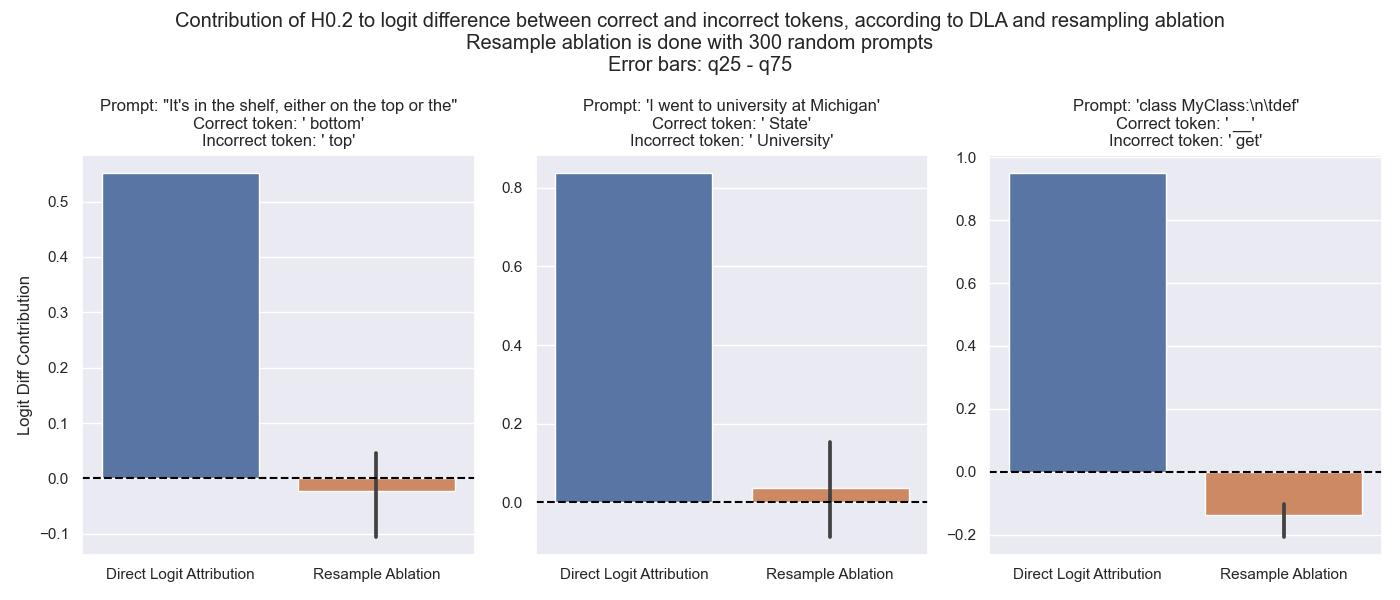 Contribution of H0.2 to logit difference between correct and incorrect tokens, according to DLA and resampling ablation
Resample ablation is done with 300 random prompts
Error bars: q25 - q75
Prompt: "It's in the shelf, either on the top or the"
Correct token: ' bottom'
Incorrect token: ' top'
Logit Diff Contribution
0.5
0.4
0.3
0.2
0.1
0.0
−0.1
Direct Logit Attribution
Resample Ablation
Prompt: 'I went to university at Michigan'
Correct token: ' State'
Incorrect token: ' University'
0.8
0.6
0.4
0.2
0.0
Direct Logit Attribution
Resample Ablation
Prompt: 'class MyClass:\n\tdef'
Correct token: ' __'
Incorrect token: ' get'
1.0
0.8
0.6
0.4
0.2
0.0
−0.2
Direct Logit Attribution
Resample Ablation